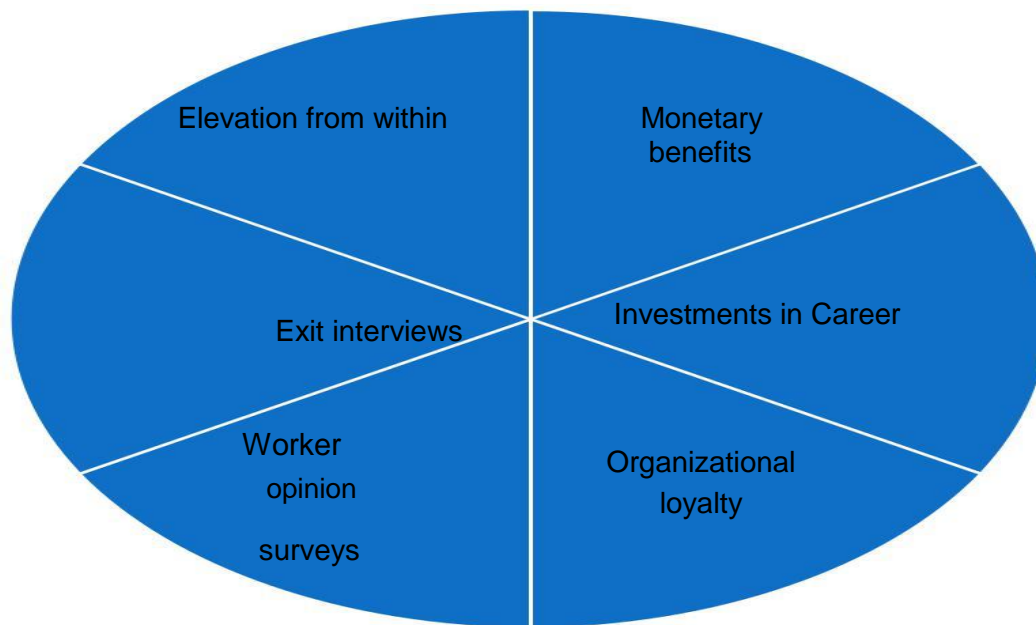 Elevation from within
Monetary
benefits
Exit interviews
Investments in Career
Worker
opinion
surveys
Organizational
loyalty